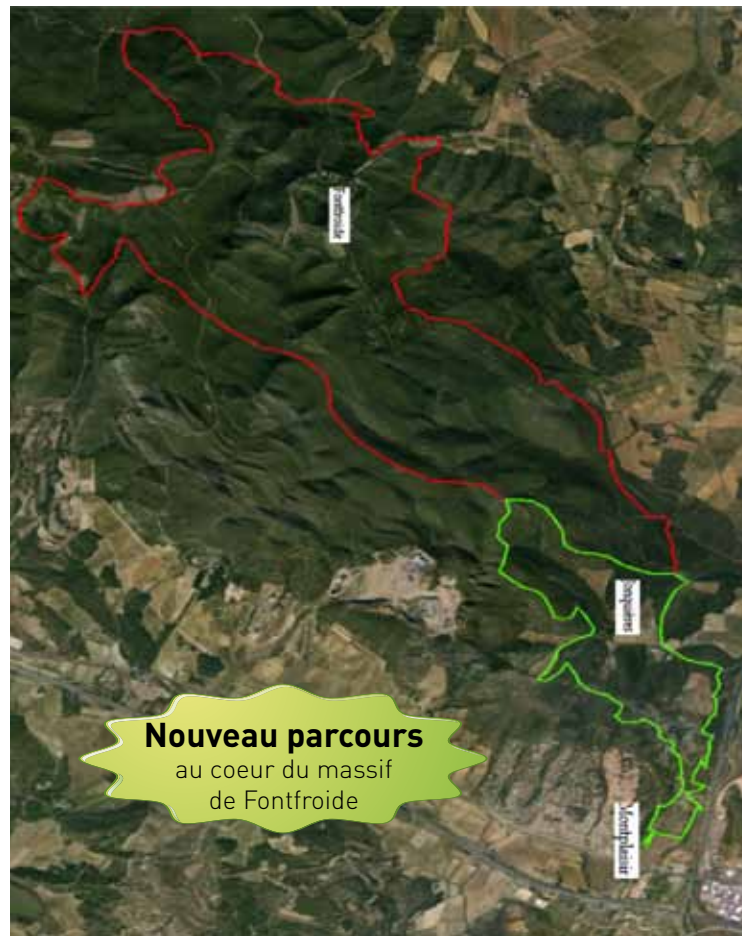 Fontfroide
Nouveau parcours
au coeur du massif
de Fontfroide
Montplaisir